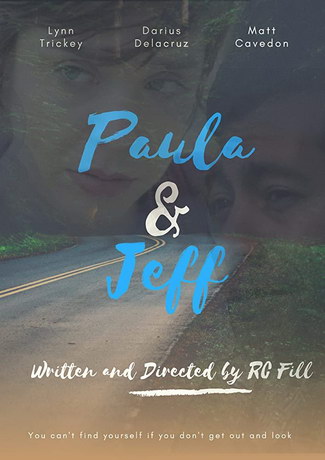 Lynn Darius Matt
Trickey Delacruz Cavedon
Paula
&
Jeff
Written and Directed by RC Fill
You can't find yourself if you don't get out and look